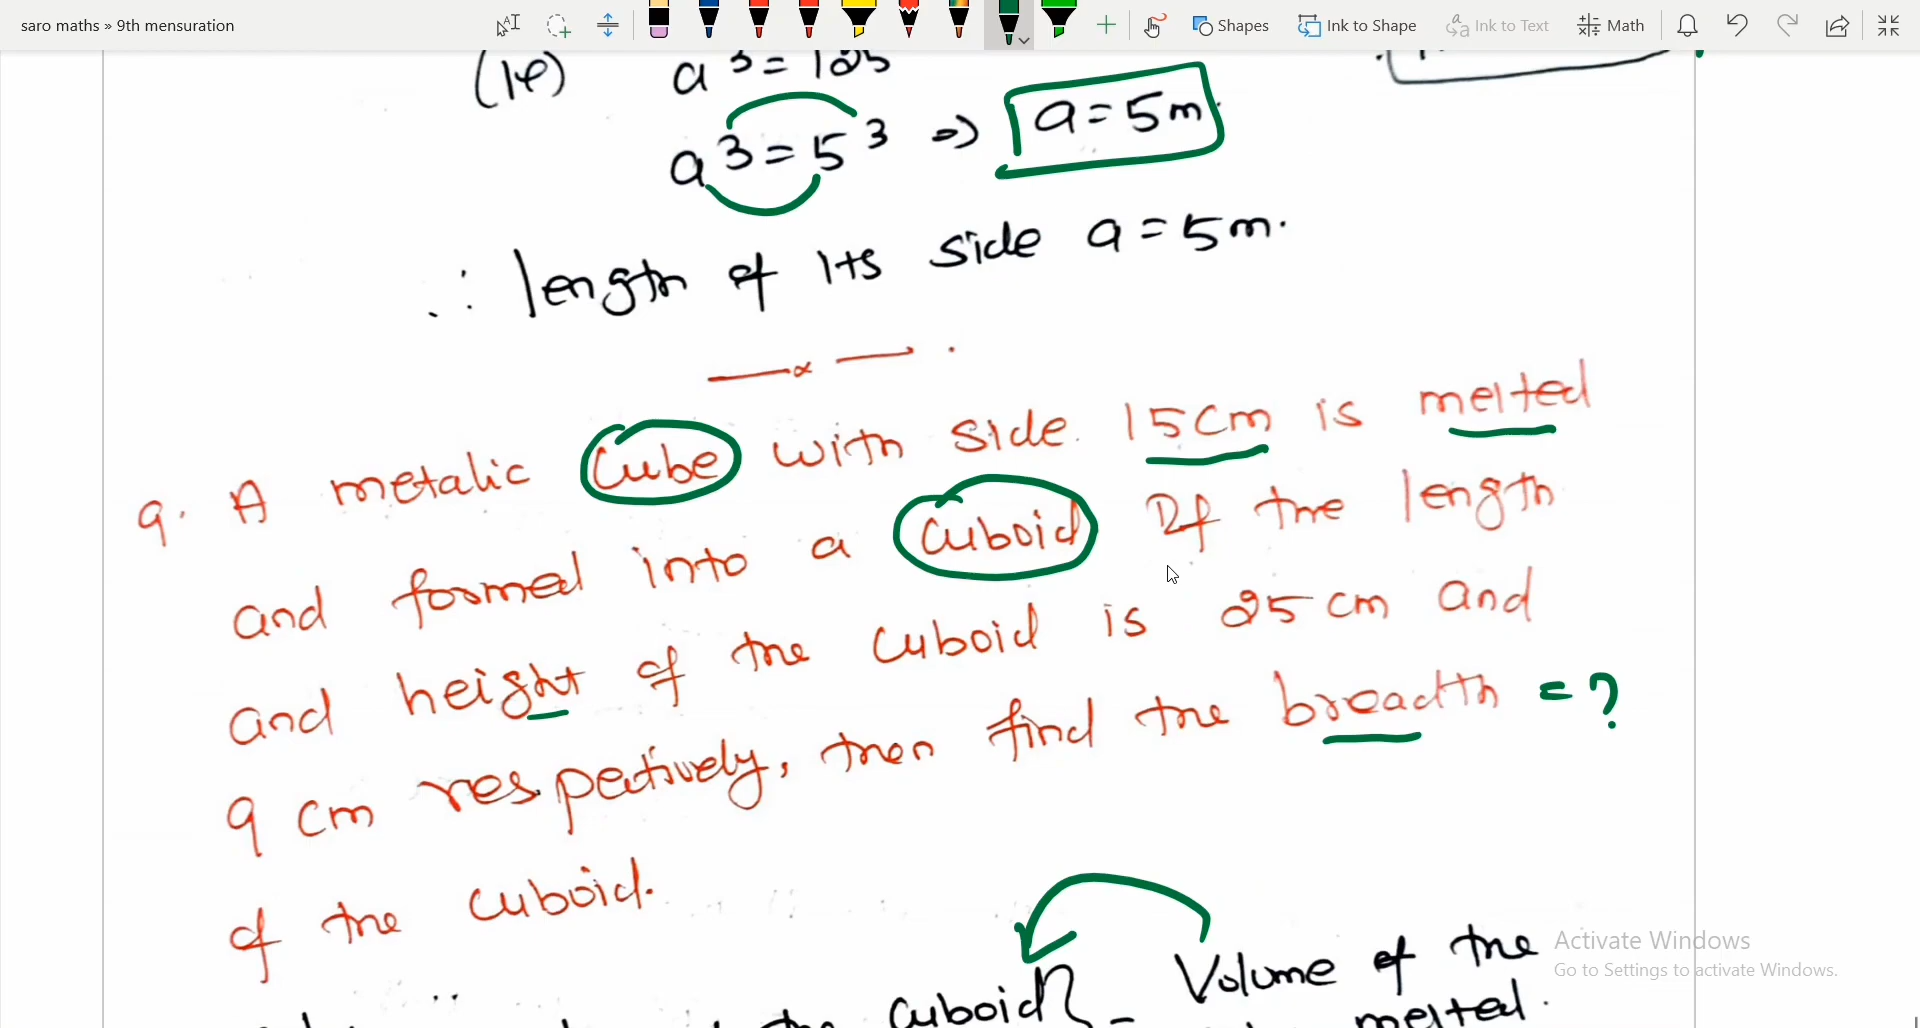 saro maths » 9th mensuration
Shapes Ink to Shape Ink to Text Math
(1e) a³ = 125
a³ = 5³ ⇒ a = 5m.
∴ length of its side a = 5m.
9. A metalic Cube with side 15Cm is melted
and formed into a Cuboid If the length
and height of the cuboid is 25 cm and
9 cm respectively, then find the breadth = ?
of the cuboid.
Cuboid } = Volume of the
melted.
Activate Windows
Go to Settings to activate Windows.